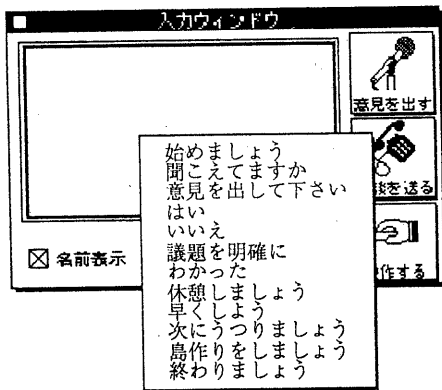 入力ウィンドウ
意見を出す
談を送る
作する
名前表示
始めましょう
聞こえてますか
意見を出して下さい
はい
いいえ
議題を明確に
わかった
休憩しましょう
早くしよう
次にうつりましょう
島作りをしましょう
終わりましょう